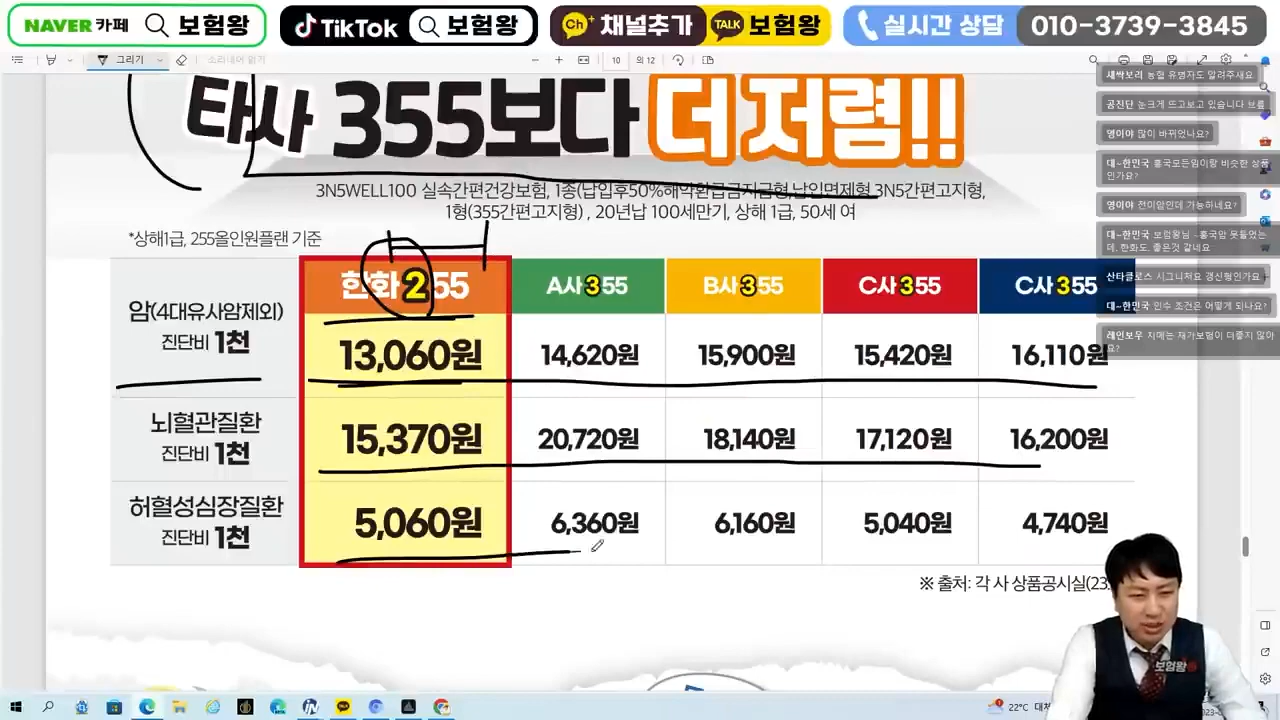 NAVER 카페 보험왕
TikTok 보험왕
Ch+ 채널추가 TALK 보험왕
실시간 상담 010-3739-3845
그리기 소리내어 읽기
10 의 12
타사 355보다 더 저렴!!
3N5WELL100 실속간편건강보험, 1종(납입후50%해약환급금지급형,납입면제형 3N5간편고지형,
1형(355간편고지형) , 20년납 100세만기, 상해 1급, 50세 여
*상해1급, 255올인원플랜 기준
한화 255 A사 355 B사 355 C사 355 C사 355
암(4대유사암제외)
진단비 1천
13,060원 14,620원 15,900원 15,420원 16,110원
뇌혈관질환
진단비 1천
15,370원 20,720원 18,140원 17,120원 16,200원
허혈성심장질환
진단비 1천
5,060원 6,360원 6,160원 5,040원 4,740원
※ 출처: 각 사 상품공시실(23.
새싹보리 농협 유병자도 알려주세요
공진단 눈크게 뜨고보고 있습니다 브를
영이야 많이 바뀌었나요?
대~한민국 흥국모든원이랑 비슷한 상품
인가요?
영이야 전이암인데 가능하네요?
대~한민국 보험왕님 ~흥국암 못틀었는
데. 한화도 좋은것 같네요
산타클로스 시그니처요 갱신형인가요
대~한민국 인수 조건은 어떻게 되나요?
레인보우 치매는 재가보험이 더좋지 않아
요?
보험왕
22℃